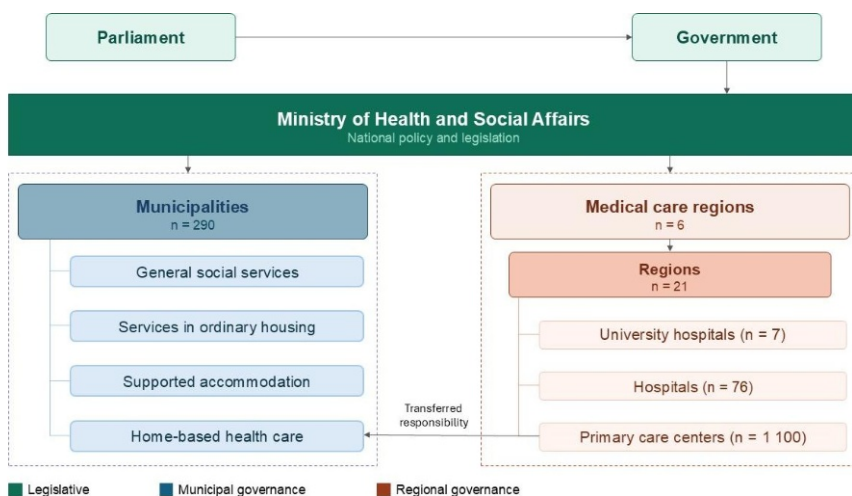 Parliament
Government
Ministry of Health and Social Affairs
National policy and legislation
Municipalities
n = 290
General social services
Services in ordinary housing
Supported accommodation
Home-based health care
Medical care regions
n = 6
Regions
n = 21
University hospitals (n = 7)
Hospitals (n = 76)
Primary care centers (n = 1 100)
Transferred
responsibility
Legislative
Municipal governance
Regional governance